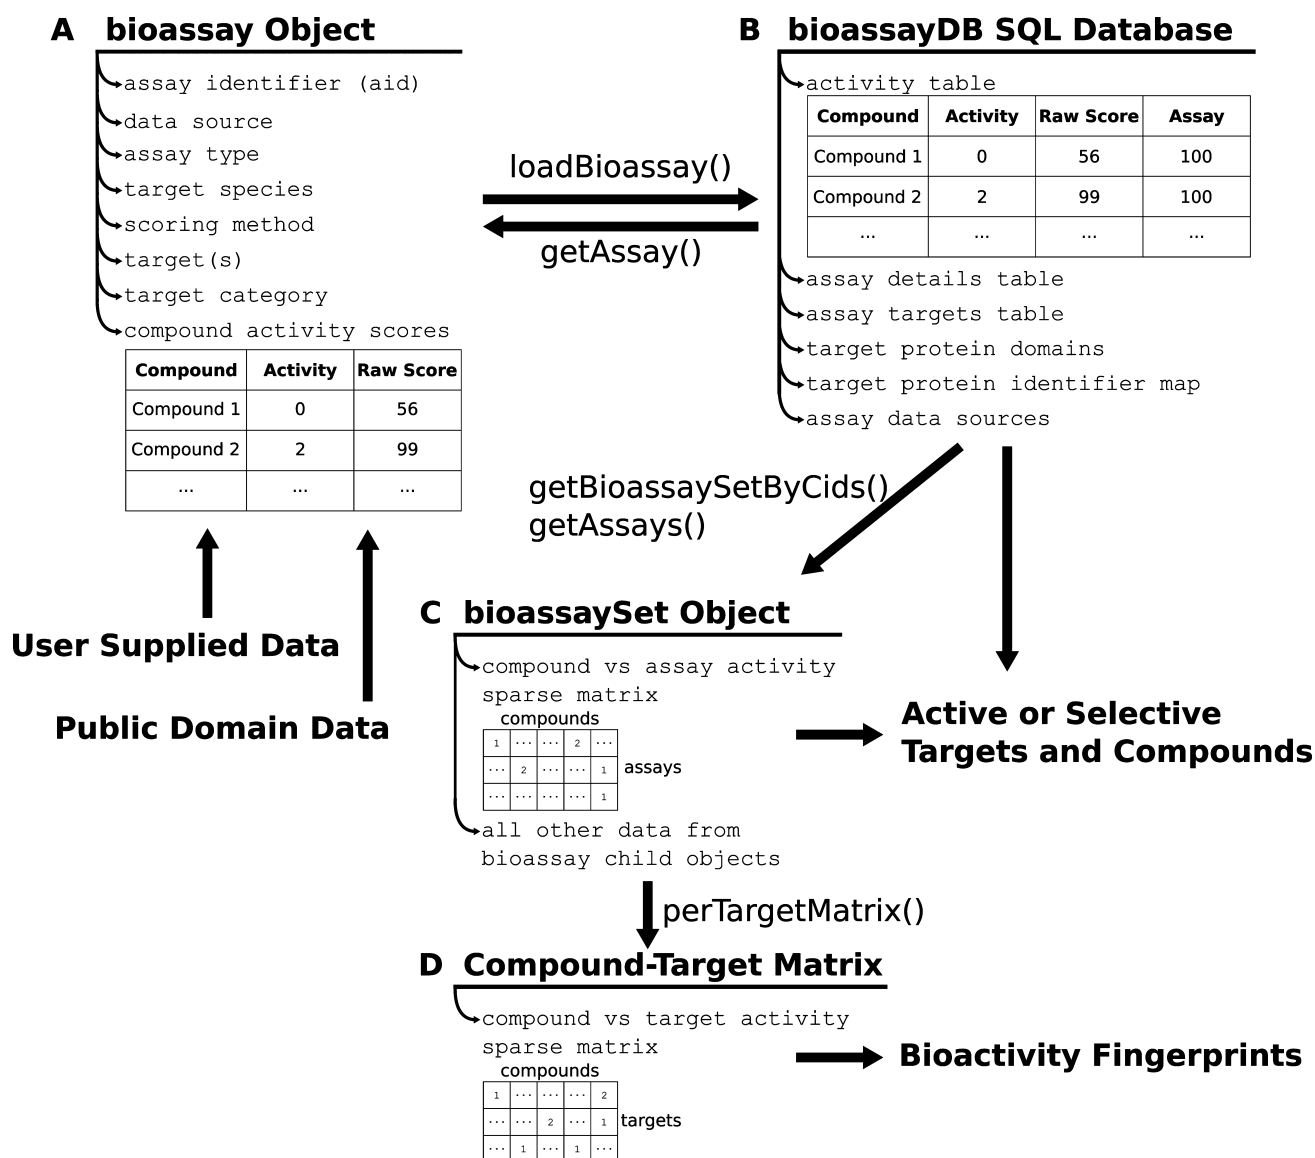 A bioassay Object
assay identifier (aid)
data source
assay type
target species
scoring method
target(s)
target category
compound activity scores
Compound Activity Raw Score
Compound 1 0 56
Compound 2 2 99
... ... ...
User Supplied Data
Public Domain Data
loadBioassay()
getAssay()
B bioassayDB SQL Database
activity table
Compound Activity Raw Score Assay
Compound 1 0 56 100
Compound 2 2 99 100
... ... ... ...
assay details table
assay targets table
target protein domains
target protein identifier map
assay data sources
getBioassaySetByCids()
getAssays()
C bioassaySet Object
compound vs assay activity
sparse matrix
compounds
1 ... ... 2 ...
... 2 ... ... 1
... ... ... ... 1
assays
all other data from
bioassay child objects
Active or Selective
Targets and Compounds
perTargetMatrix()
D Compound-Target Matrix
compound vs target activity
sparse matrix
compounds
1 ... ... ... 2
... ... 2 ... 1
... 1 ... 1 ...
targets
Bioactivity Fingerprints